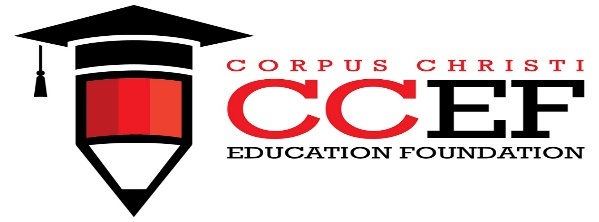 CORPUS CHRISTI
CCEF
EDUCATION FOUNDATION